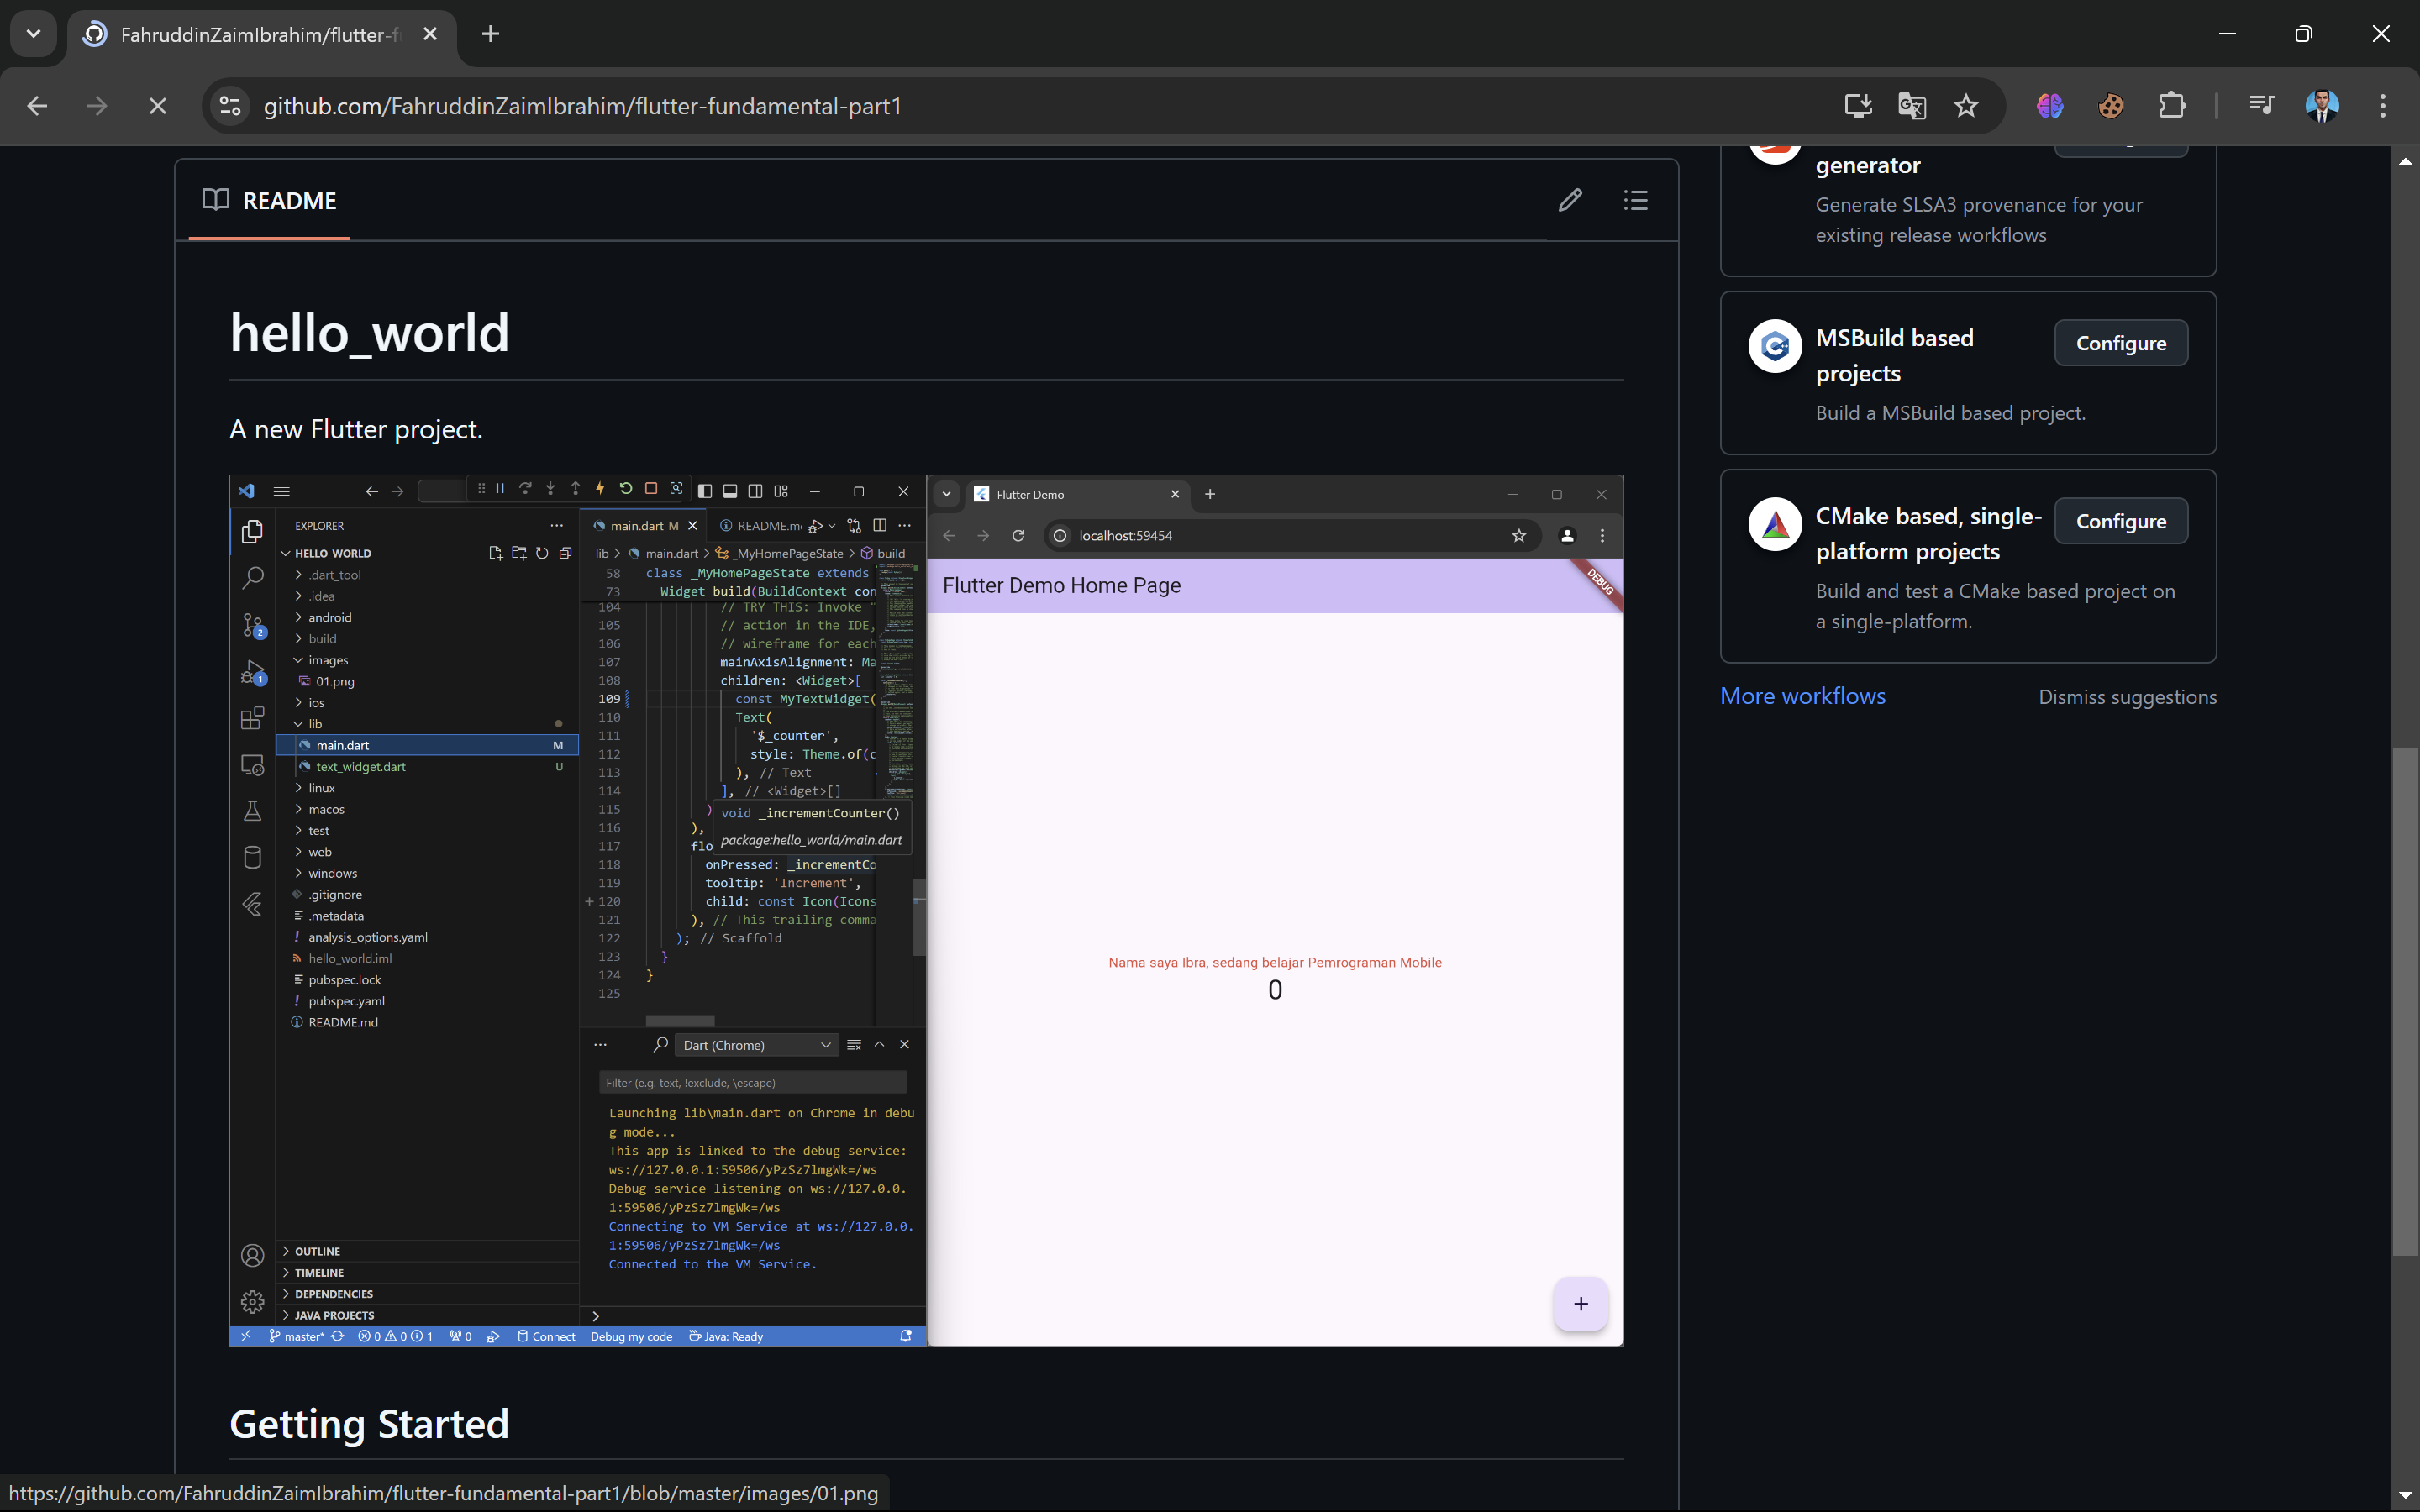 FahruddinZaimIbrahim/flutter-f
github.com/FahruddinZaimIbrahim/flutter-fundamental-part1
README
hello_world
A new Flutter project.
EXPLORER
HELLO WORLD
.dart_tool
.idea
android
build
images
01.png
ios
lib
main.dart M
text_widget.dart U
linux
macos
test
web
windows
.gitignore
.metadata
analysis_options.yaml
hello_world.iml
pubspec.lock
pubspec.yaml
README.md
OUTLINE
TIMELINE
DEPENDENCIES
JAVA PROJECTS
2
1
main.dart M
README.m
lib > main.dart > _MyHomePageState > build
58 class _MyHomePageState extends
73 Widget build(BuildContext con
104 // TRY THIS: Invoke "
105 // action in the IDE,
106 // wireframe for each
107 mainAxisAlignment: Ma
108 children: <Widget>[
109 const MyTextWidget(
110 Text(
111 '$_counter',
112 style: Theme.of(c
113 ), // Text
114 ], // <Widget>[]
115 )
116 ),
117 flo
118 onPressed: _incrementCo
119 tooltip: 'Increment',
120 child: const Icon(Icons
121 ), // This trailing comma
122 ); // Scaffold
123 }
124 }
125
void _incrementCounter()
package:hello_world/main.dart
Dart (Chrome)
Filter (e.g. text, !exclude, \escape)
Launching lib\main.dart on Chrome in debu
g mode...
This app is linked to the debug service:
ws://127.0.0.1:59506/yPzSz7lmgWk=/ws
Debug service listening on ws://127.0.0.
1:59506/yPzSz7lmgWk=/ws
Connecting to VM Service at ws://127.0.0.
1:59506/yPzSz7lmgWk=/ws
Connected to the VM Service.
master* 0 0 1 0 Connect Debug my code Java: Ready
Flutter Demo
localhost:59454
Flutter Demo Home Page
DEBUG
Nama saya Ibra, sedang belajar Pemrograman Mobile
0
+
Getting Started
generator
Generate SLSA3 provenance for your
existing release workflows
MSBuild based
projects
Configure
Build a MSBuild based project.
CMake based, single-
platform projects
Configure
Build and test a CMake based project on
a single-platform.
More workflows
Dismiss suggestions
https://github.com/FahruddinZaimIbrahim/flutter-fundamental-part1/blob/master/images/01.png